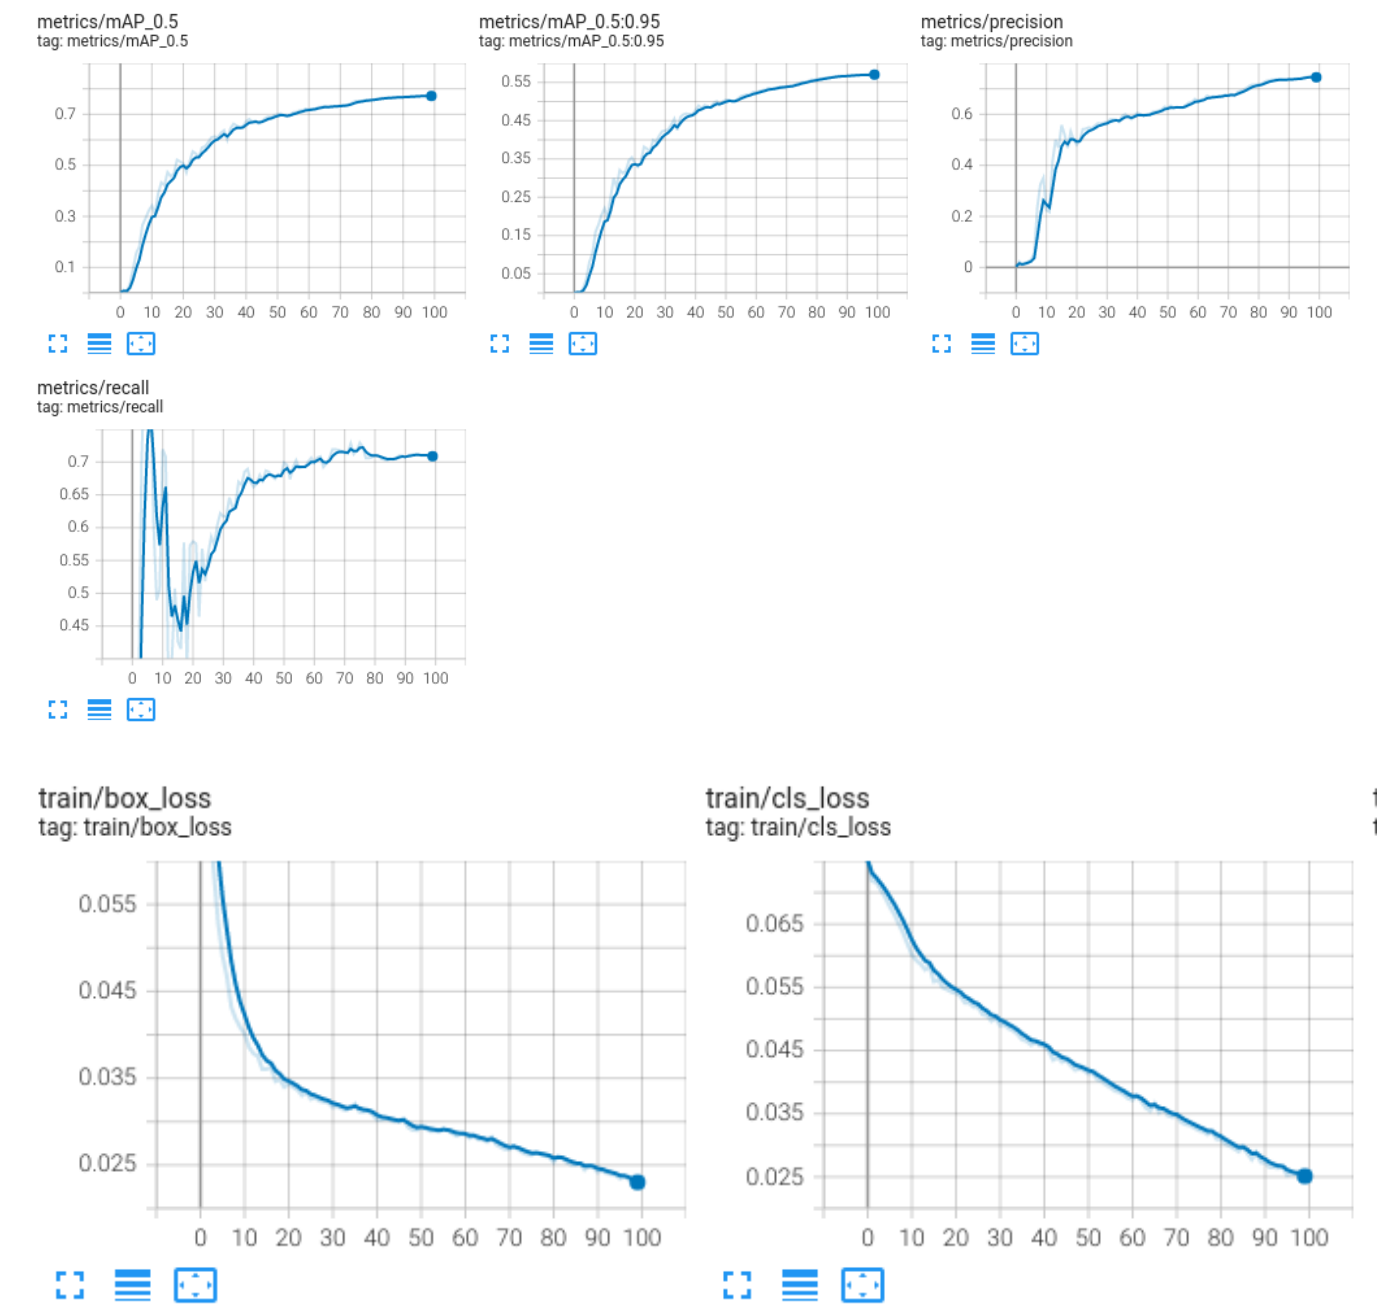 metrics/mAP_0.5
tag: metrics/mAP_0.5
0.7
0.5
0.3
0.1
0 10 20 30 40 50 60 70 80 90 100
metrics/mAP_0.5:0.95
tag: metrics/mAP_0.5:0.95
0.55
0.45
0.35
0.25
0.15
0.05
0 10 20 30 40 50 60 70 80 90 100
metrics/precision
tag: metrics/precision
0.6
0.4
0.2
0
0 10 20 30 40 50 60 70 80 90 100
metrics/recall
tag: metrics/recall
0.7
0.65
0.6
0.55
0.5
0.45
0 10 20 30 40 50 60 70 80 90 100
train/box_loss
tag: train/box_loss
0.055
0.045
0.035
0.025
0 10 20 30 40 50 60 70 80 90 100
train/cls_loss
tag: train/cls_loss
0.065
0.055
0.045
0.035
0.025
0 10 20 30 40 50 60 70 80 90 100